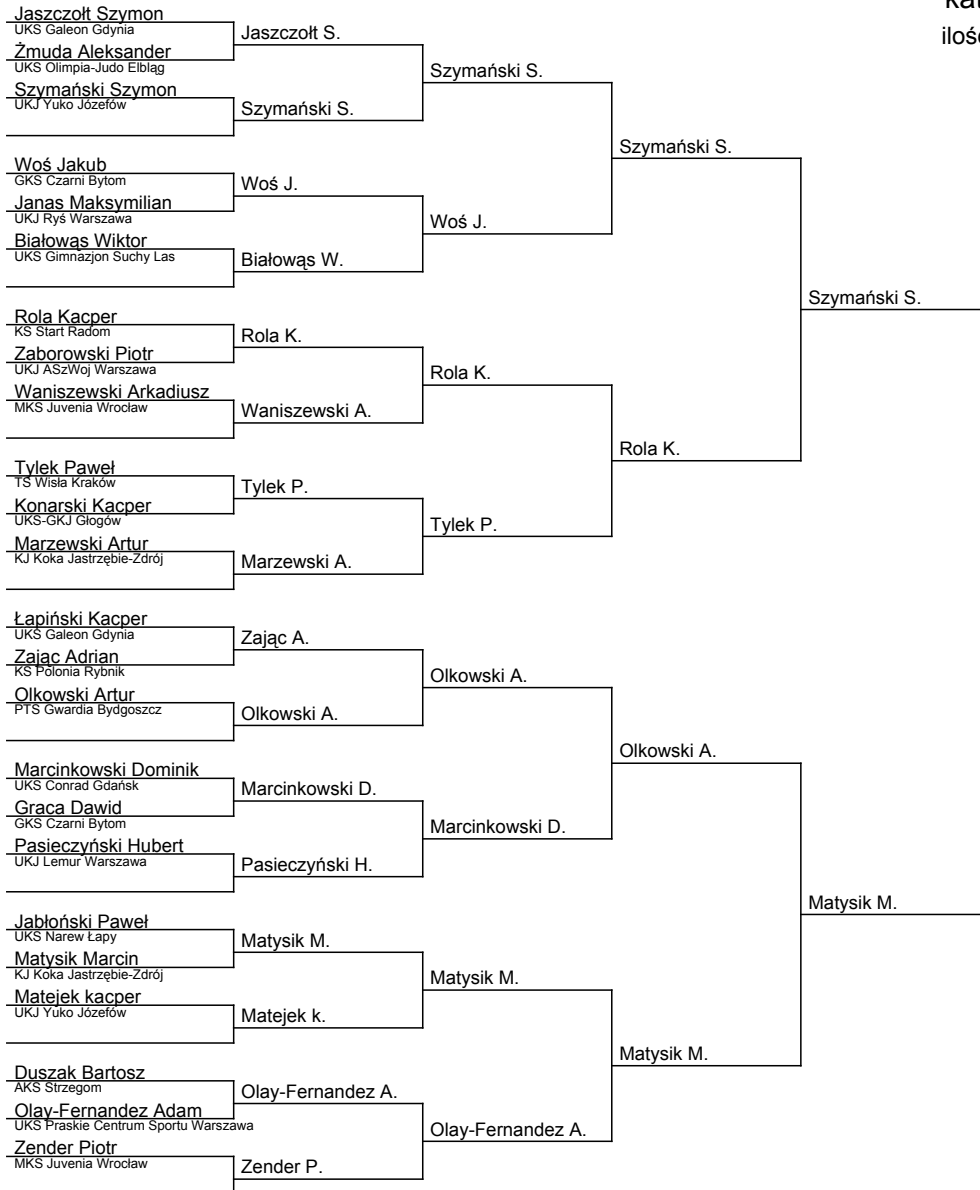 Jaszczołt Szymon
UKS Galeon Gdynia
Żmuda Aleksander
UKS Olimpia-Judo Elbląg
Szymański Szymon
UKJ Yuko Józefów
Woś Jakub
GKS Czarni Bytom
Janas Maksymilian
UKJ Ryś Warszawa
Białowąs Wiktor
UKS Gimnazjon Suchy Las
Rola Kacper
KS Start Radom
Zaborowski Piotr
UKJ ASzWoj Warszawa
Waniszewski Arkadiusz
MKS Juvenia Wrocław
Tylek Paweł
TS Wisła Kraków
Konarski Kacper
UKS-GKJ Głogów
Marzewski Artur
KJ Koka Jastrzębie-Zdrój
Łapiński Kacper
UKS Galeon Gdynia
Zając Adrian
KS Polonia Rybnik
Olkowski Artur
PTS Gwardia Bydgoszcz
Marcinkowski Dominik
UKS Conrad Gdańsk
Graca Dawid
GKS Czarni Bytom
Pasieczyński Hubert
UKJ Lemur Warszawa
Jabłoński Paweł
UKS Narew Łapy
Matysik Marcin
KJ Koka Jastrzębie-Zdrój
Matejek kacper
UKJ Yuko Józefów
Duszak Bartosz
AKS Strzegom
Olay-Fernandez Adam
UKS Praskie Centrum Sportu Warszawa
Zender Piotr
MKS Juvenia Wrocław
Jaszczołt S.
Szymański S.
Woś J.
Białowąs W.
Rola K.
Waniszewski A.
Tylek P.
Marzewski A.
Zając A.
Olkowski A.
Marcinkowski D.
Pasieczyński H.
Matysik M.
Matejek k.
Olay-Fernandez A.
Zender P.
Szymański S.
Woś J.
Rola K.
Tylek P.
Olkowski A.
Marcinkowski D.
Matysik M.
Olay-Fernandez A.
Szymański S.
Rola K.
Olkowski A.
Matysik M.
Szymański S.
Matysik M.